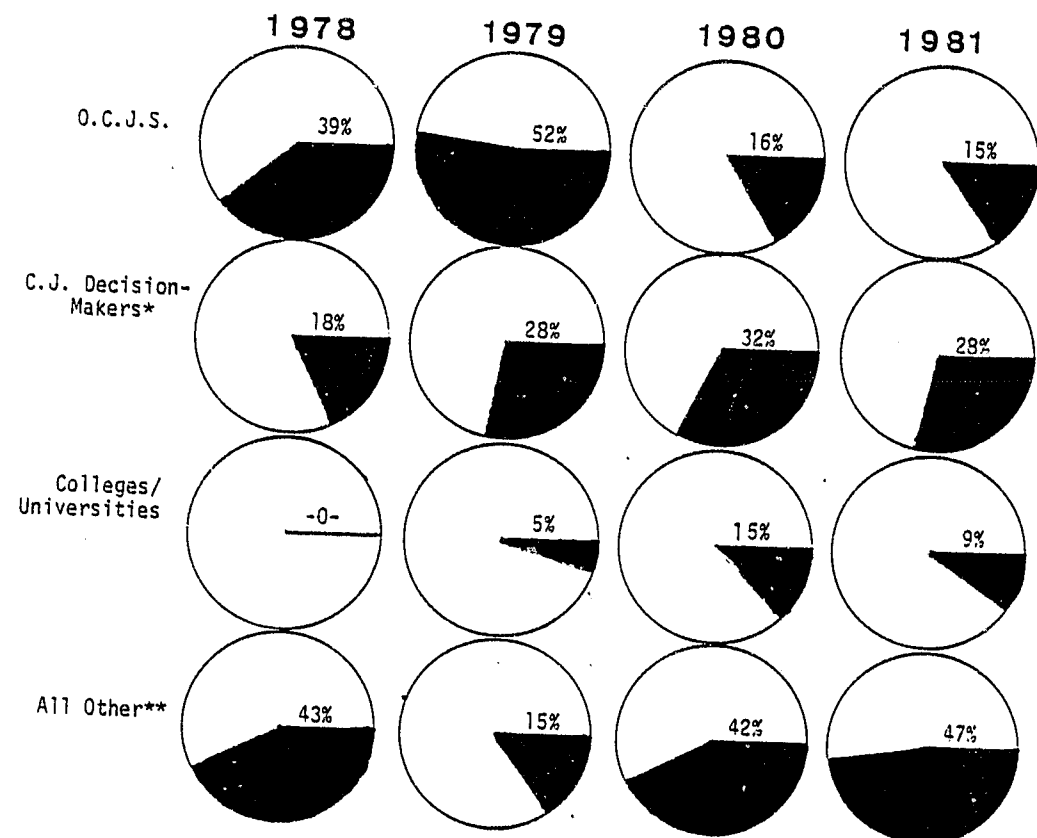 1978 1979 1980 1981
O.C.J.S. 39% 52% 16% 15%
C.J. Decision-
Makers* 18% 28% 32% 28%
Colleges/
Universities -0- 5% 15% 9%
All Other** 43% 15% 42% 47%